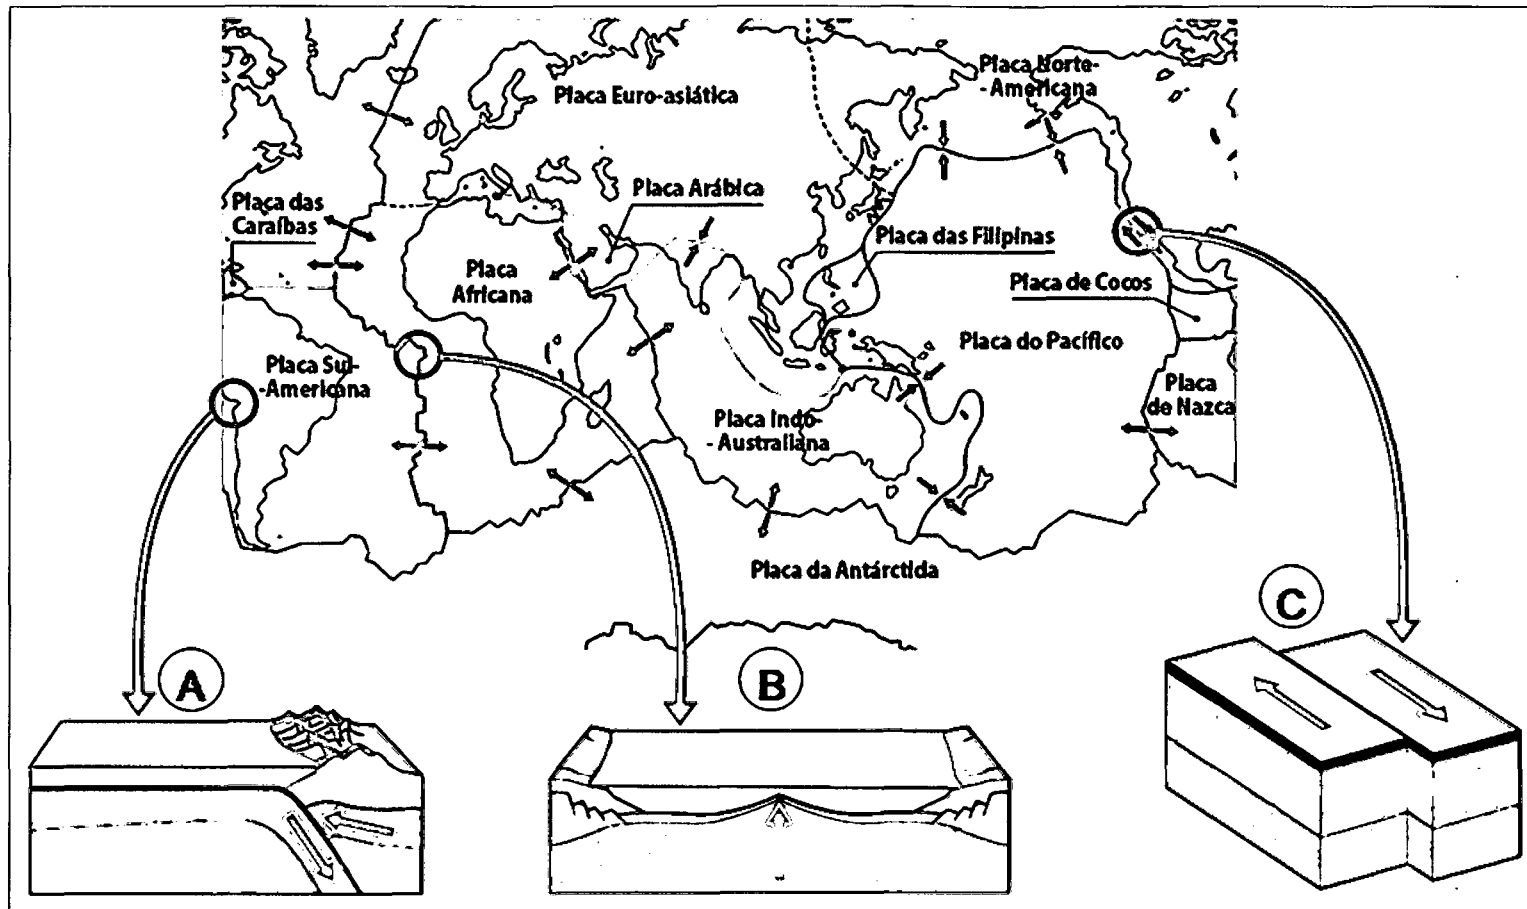 Placa Norte-
-Americana
Placa Euro-asiática
Placa Arábica
Placa das
Caraíbas
Placa das Filipinas
Placa
Africana
Placa de Cocos
Placa do Pacífico
Placa Sul-
-Americana
Placa
de Nazca
Placa Indo-
-Australiana
Placa da Antárctida
A
B
C